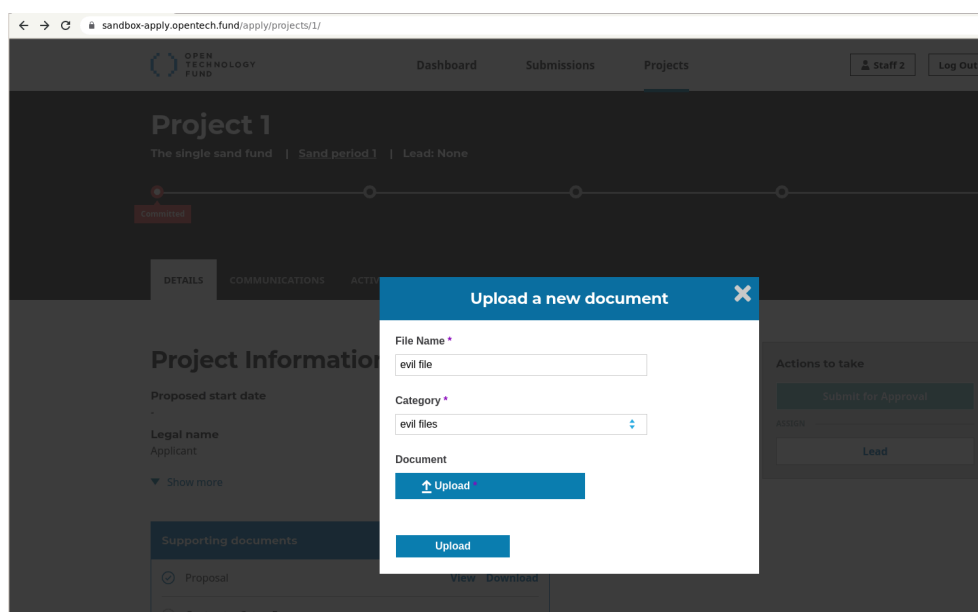 sandbox-apply.opentech.fund/apply/projects/1/
OPEN
TECHNOLOGY
FUND
Dashboard
Submissions
Projects
Staff 2
Log Out
Project 1
The single sand fund | Sand period 1 | Lead: None
Committed
DETAILS
COMMUNICATIONS
Upload a new document
File Name *
evil file
Category *
evil files
Document
Upload *
Upload
Project Information
Proposed start date
-
Legal name
Applicant
Show more
Supporting documents
Proposal
View Download
Actions to take
Submit for Approval
ASSIGN
Lead